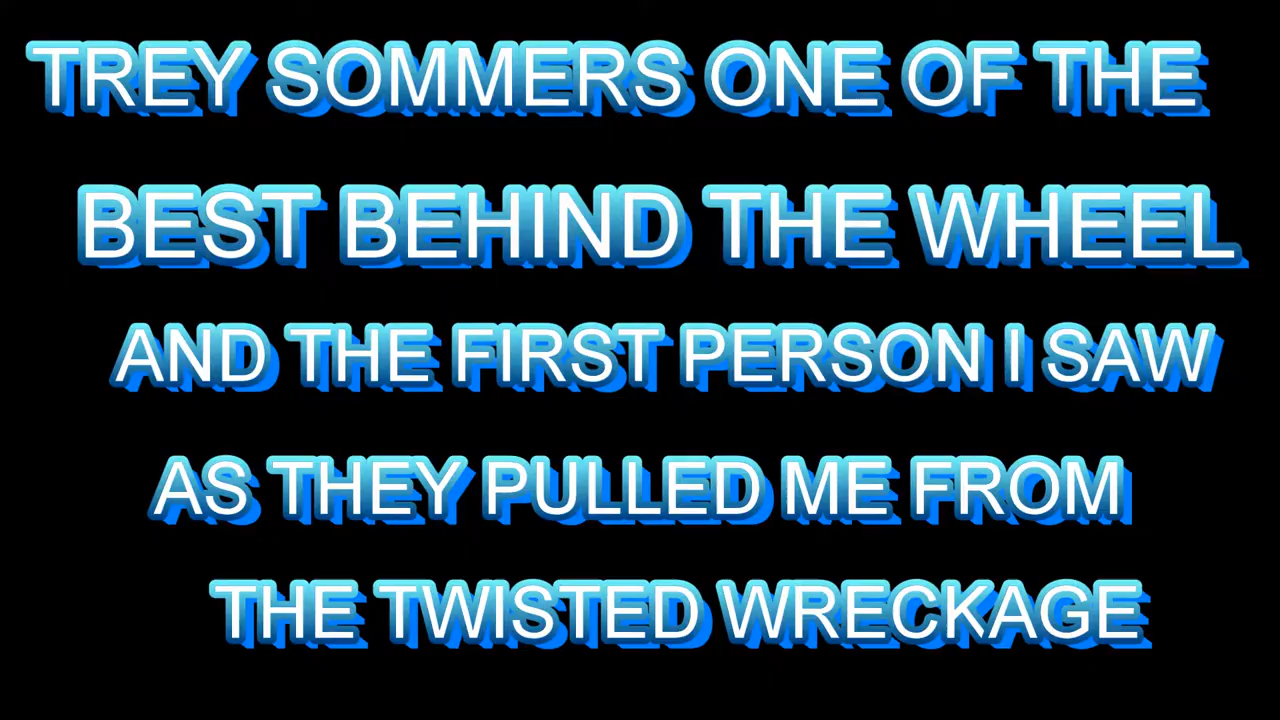 TREY SOMMERS ONE OF THE
BEST BEHIND THE WHEEL
AND THE FIRST PERSON I SAW
AS THEY PULLED ME FROM
THE TWISTED WRECKAGE